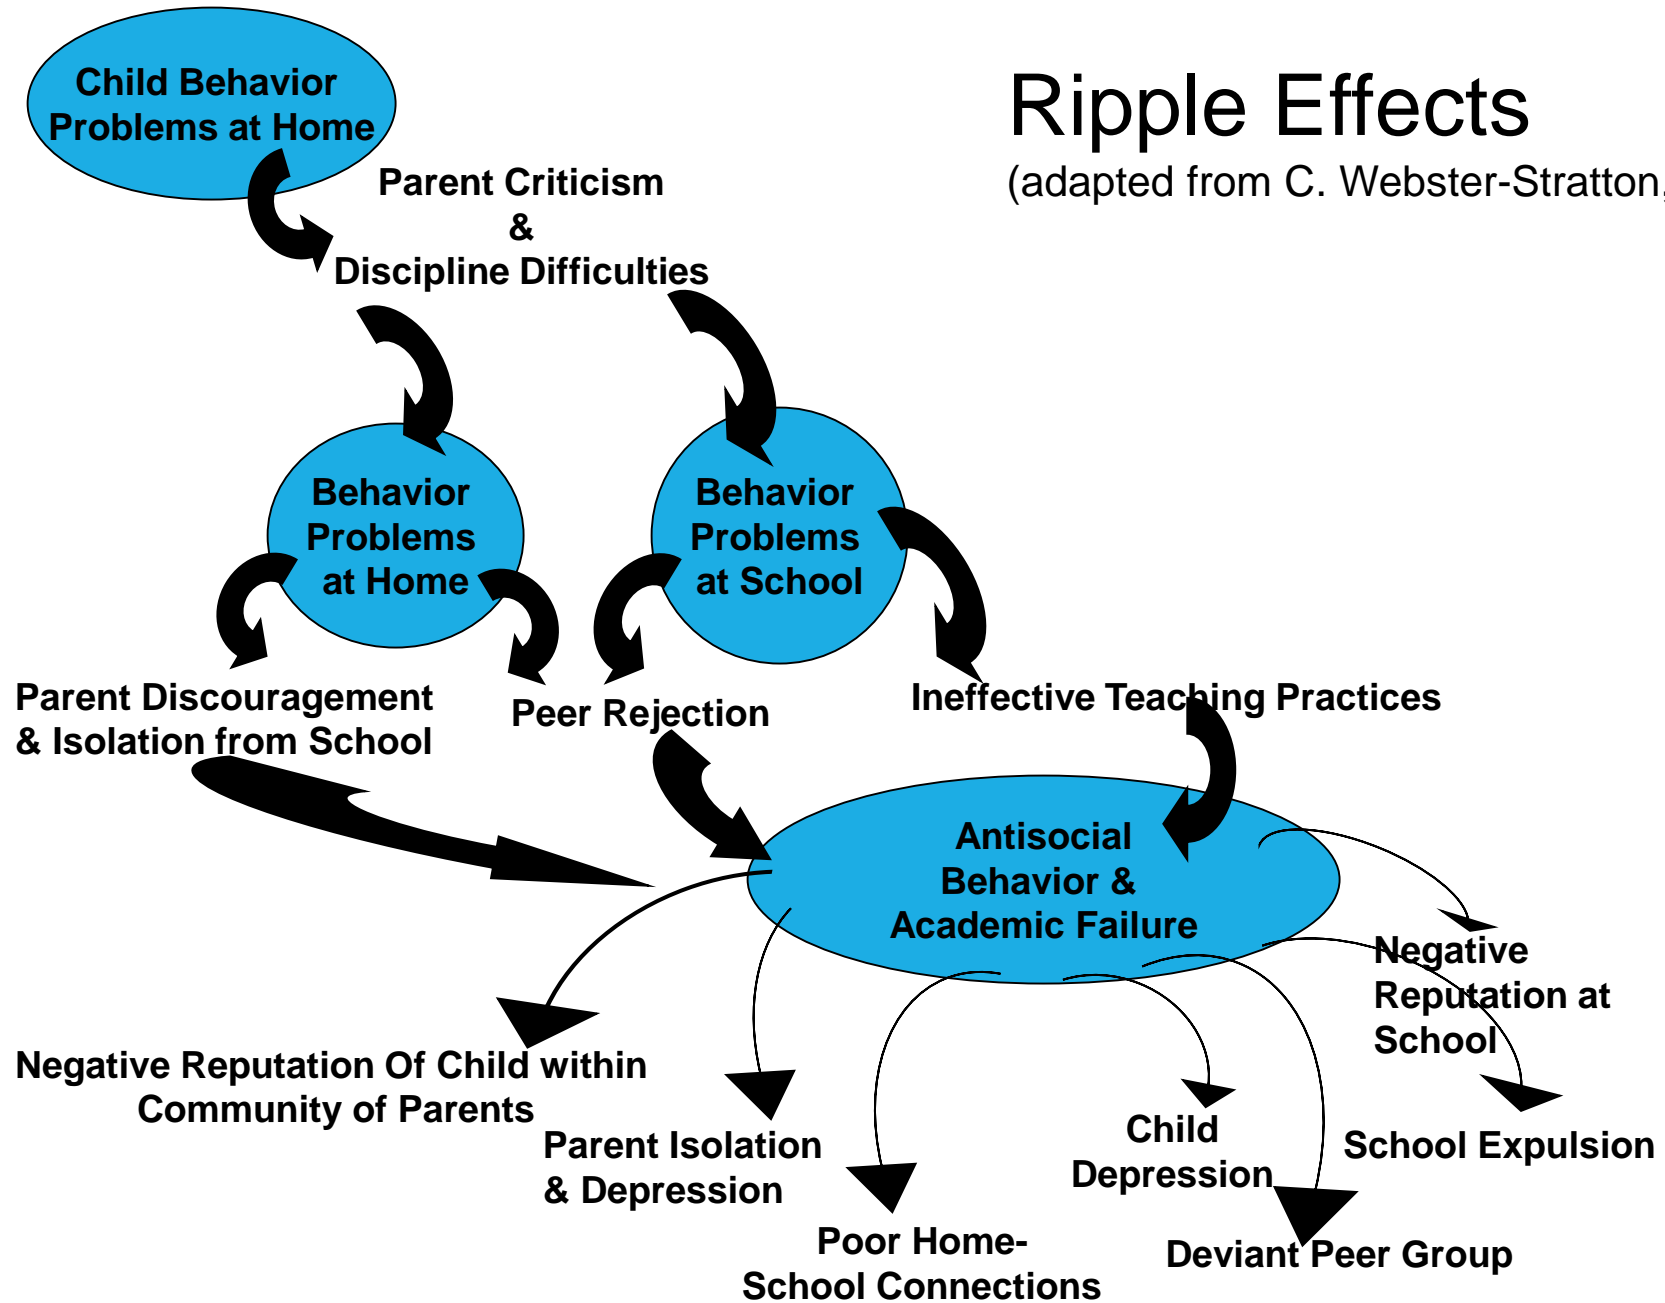 Ripple Effects
(adapted from C. Webster-Stratton,
Child Behavior
Problems at Home
Parent Criticism
&
Discipline Difficulties
Behavior
Problems
at Home
Behavior
Problems
at School
Parent Discouragement
& Isolation from School
Peer Rejection
Ineffective Teaching Practices
Antisocial
Behavior &
Academic Failure
Negative Reputation Of Child within
Community of Parents
Parent Isolation
& Depression
Poor Home-
School Connections
Child
Depression
Deviant Peer Group
School Expulsion
Negative
Reputation at
School